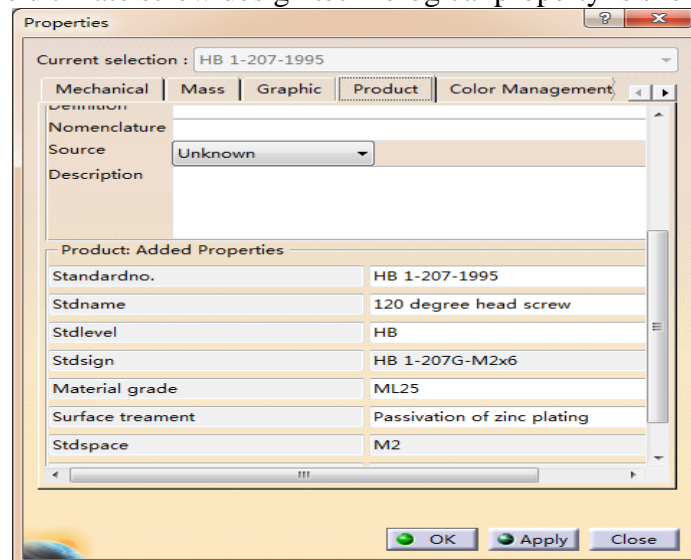 Properties
Current selection : HB 1-207-1995
Mechanical Mass Graphic Product Color Management
Definition
Nomenclature
Source Unknown
Description
Product: Added Properties
Standardno. HB 1-207-1995
Stdname 120 degree head screw
Stdlevel HB
Stdsign HB 1-207G-M2x6
Material grade ML25
Surface treament Passivation of zinc plating
Stdspace M2
OK Apply Close